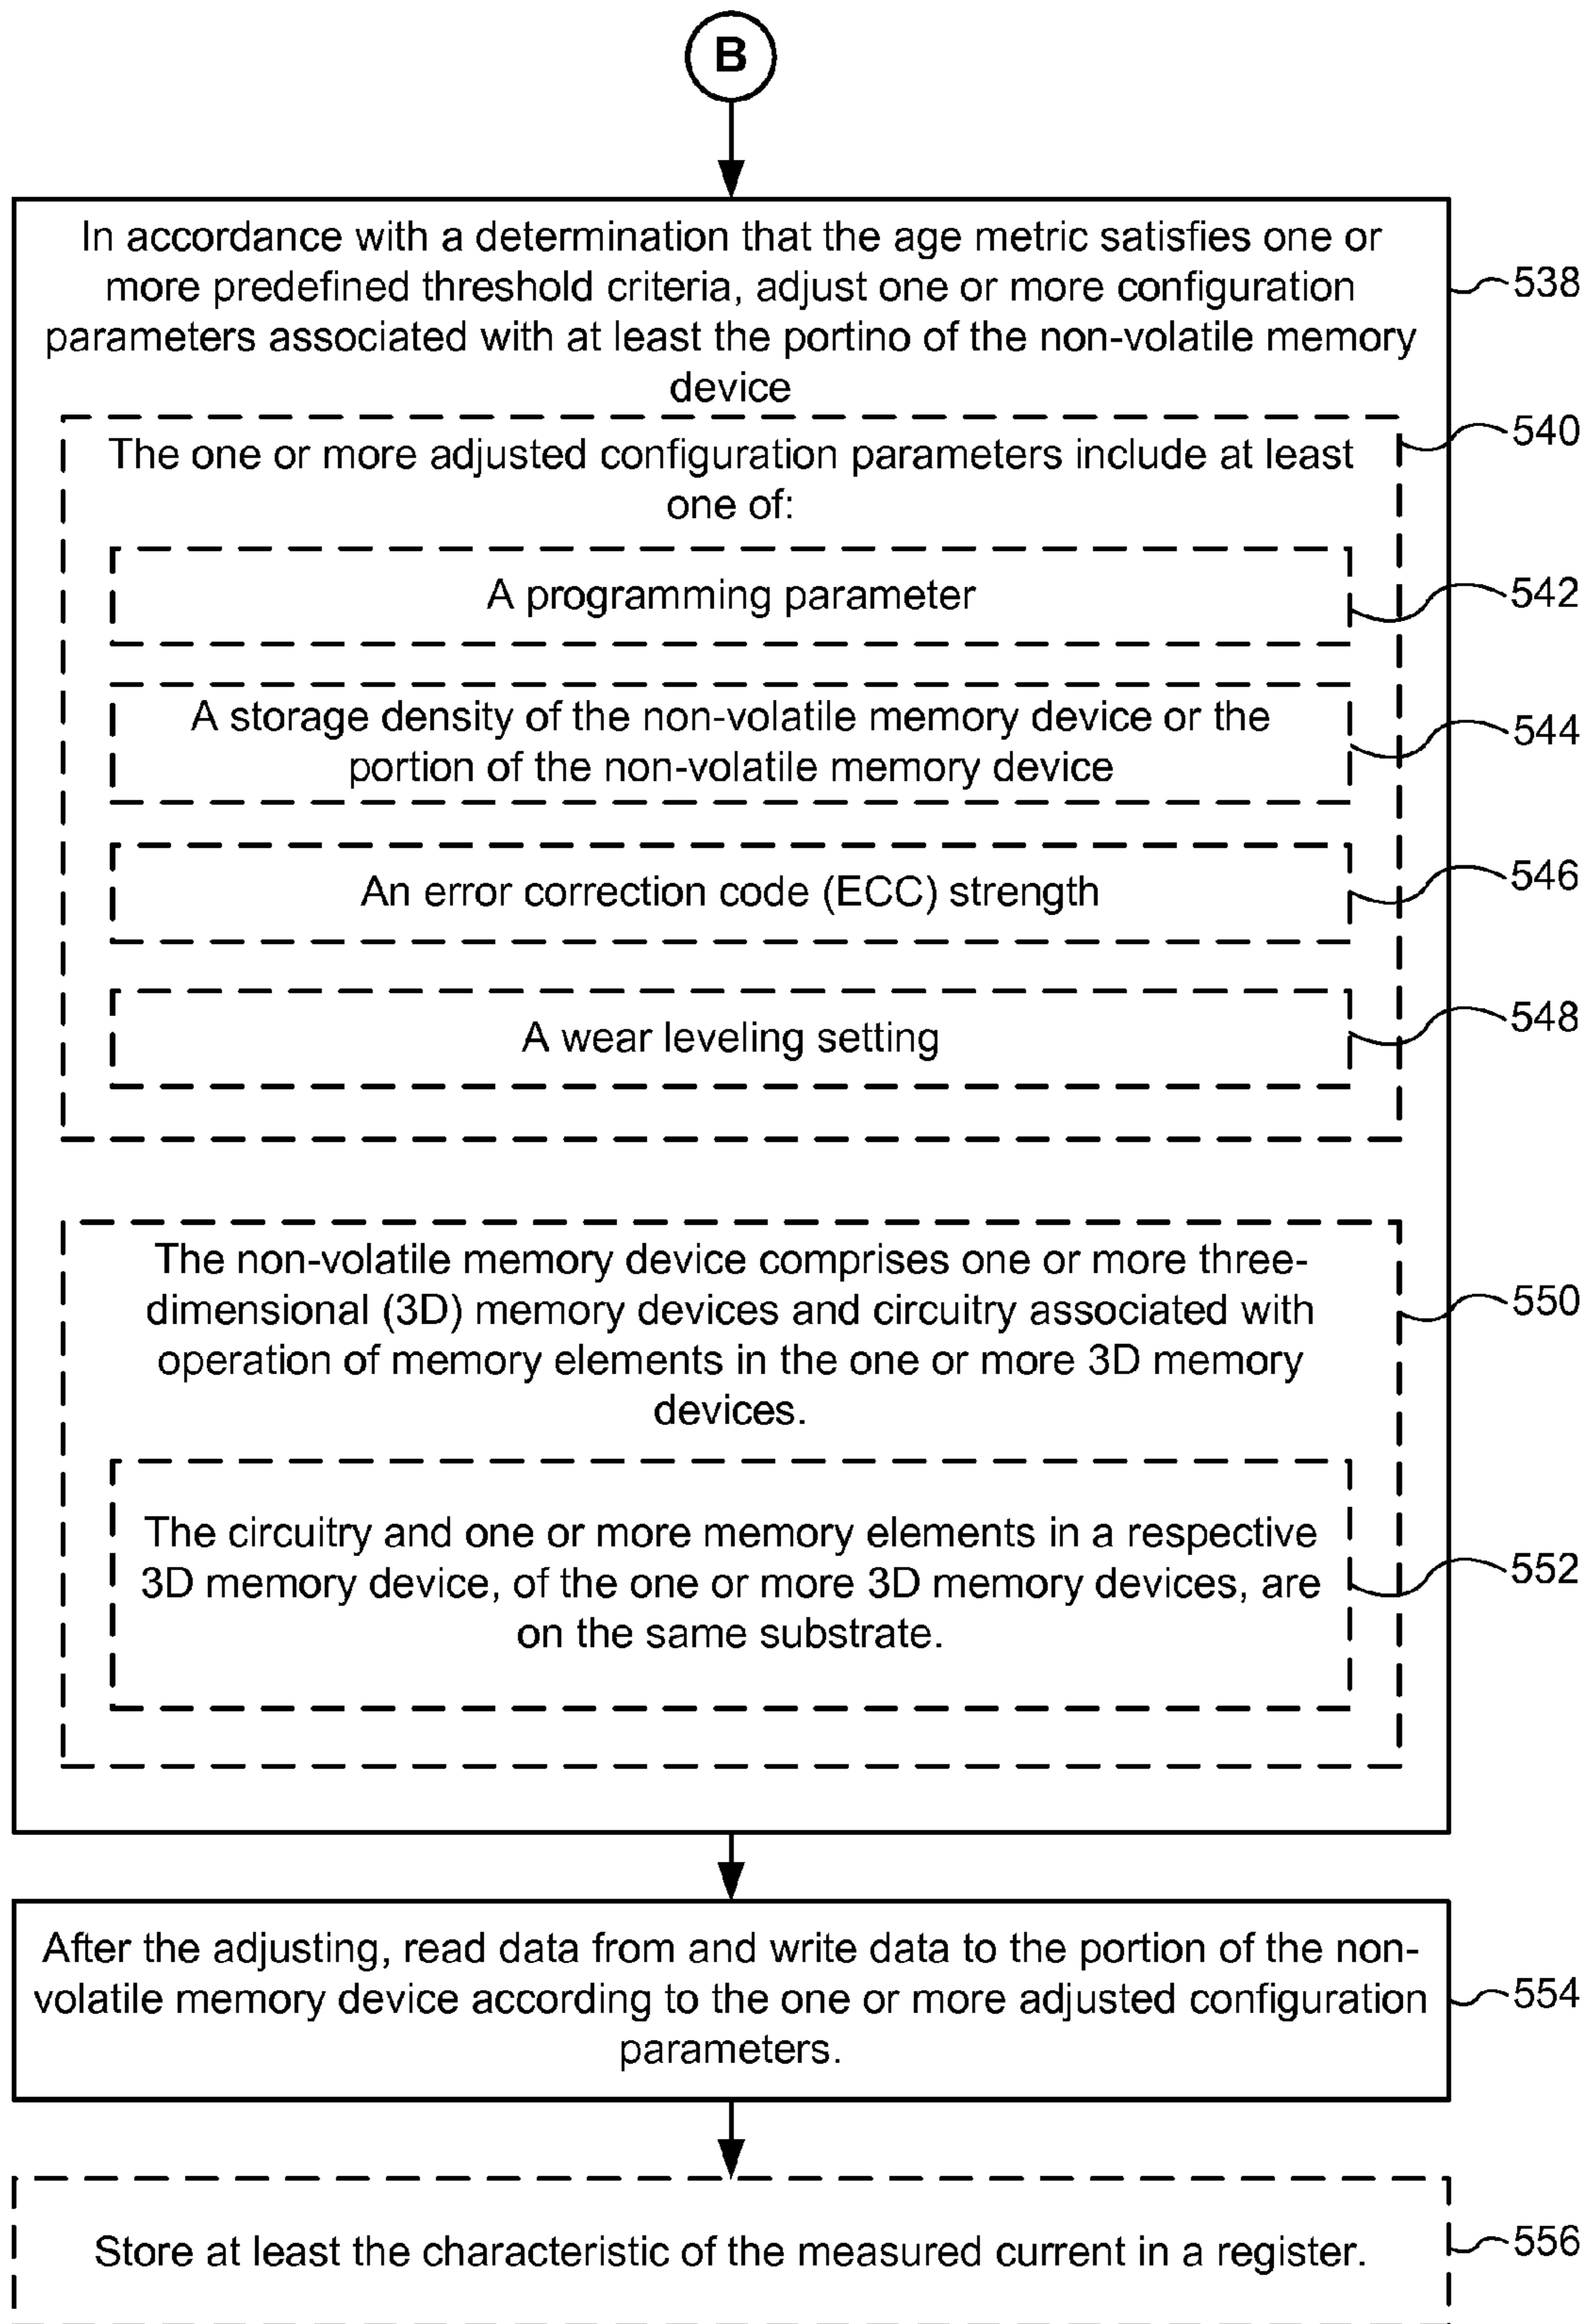 B
In accordance with a determination that the age metric satisfies one or
more predefined threshold criteria, adjust one or more configuration
parameters associated with at least the portino of the non-volatile memory
device
538
The one or more adjusted configuration parameters include at least
one of:
540
A programming parameter
542
A storage density of the non-volatile memory device or the
portion of the non-volatile memory device
544
An error correction code (ECC) strength
546
A wear leveling setting
548
The non-volatile memory device comprises one or more three-
dimensional (3D) memory devices and circuitry associated with
operation of memory elements in the one or more 3D memory
devices.
550
The circuitry and one or more memory elements in a respective
3D memory device, of the one or more 3D memory devices, are
on the same substrate.
552
After the adjusting, read data from and write data to the portion of the non-
volatile memory device according to the one or more adjusted configuration
parameters.
554
Store at least the characteristic of the measured current in a register.
556